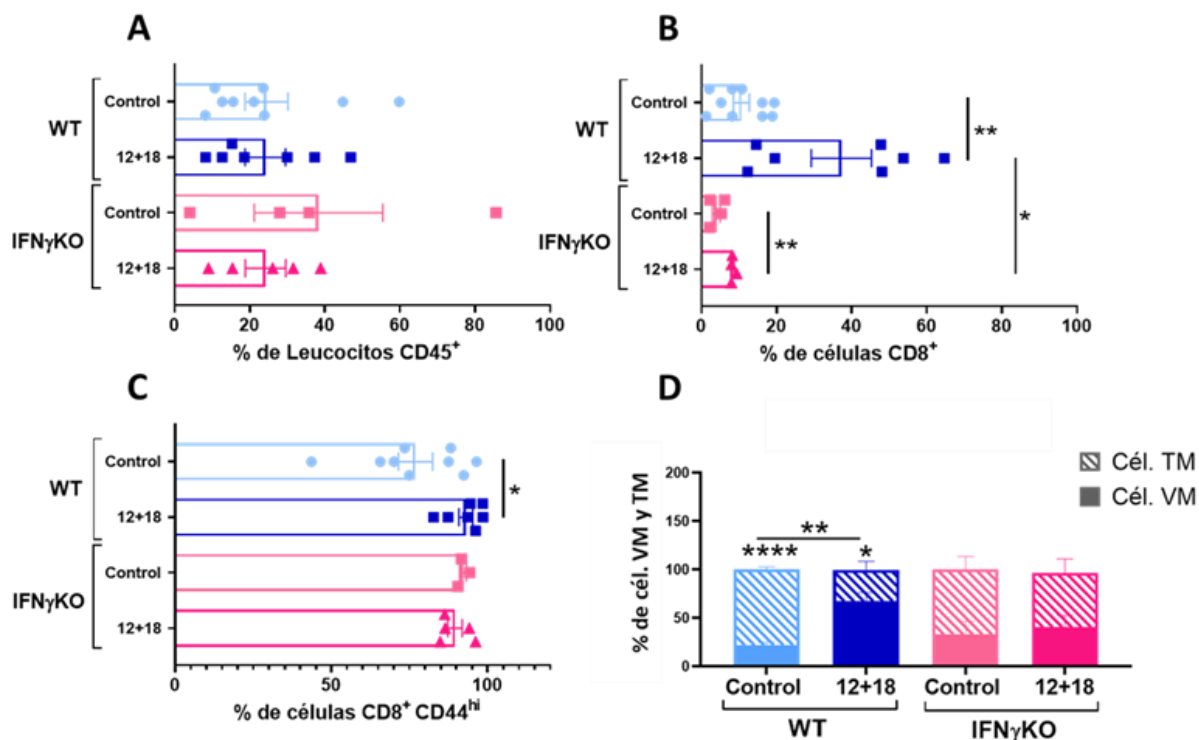 A
WT
Control
12+18
IFNγKO
Control
12+18
0 20 40 60 80 100
% de Leucocitos CD45+
B
WT
Control
12+18
IFNγKO
Control
12+18
**
*
**
0 20 40 60 80 100
% de células CD8+
C
WT
Control
12+18
IFNγKO
Control
12+18
*
0 50 100
% de células CD8+ CD44hi
D
Cél. TM
Cél. VM
% de cél. VM y TM
200
150
100
50
0
**
**** *
Control 12+18 Control 12+18
WT IFNγKO